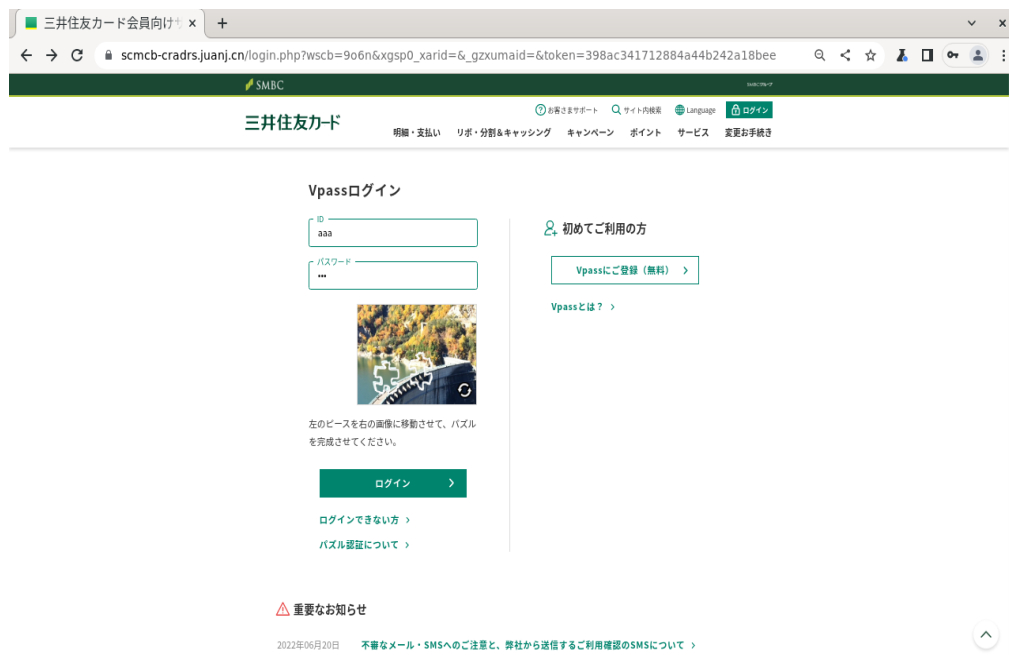 三井住友カード会員向けサ
scmcb-cradrs.juanj.cn/login.php?wscb=9o6n&xgsp0_xarid=&_gzxumaid=&token=398ac341712884a44b242a18bee
SMBC
SMBCグループ
三井住友カード
お客さまサポート サイト内検索 Language ログイン
明細・支払い リボ・分割&キャッシング キャンペーン ポイント サービス 変更お手続き
Vpassログイン
ID
aaa
パスワード
左のピースを右の画像に移動させて、パズル
を完成させてください。
ログイン
ログインできない方
パズル認証について
初めてご利用の方
Vpassにご登録（無料）
Vpassとは？
重要なお知らせ
2022年06月20日 不審なメール・SMSへのご注意と、弊社から送信するご利用確認のSMSについて